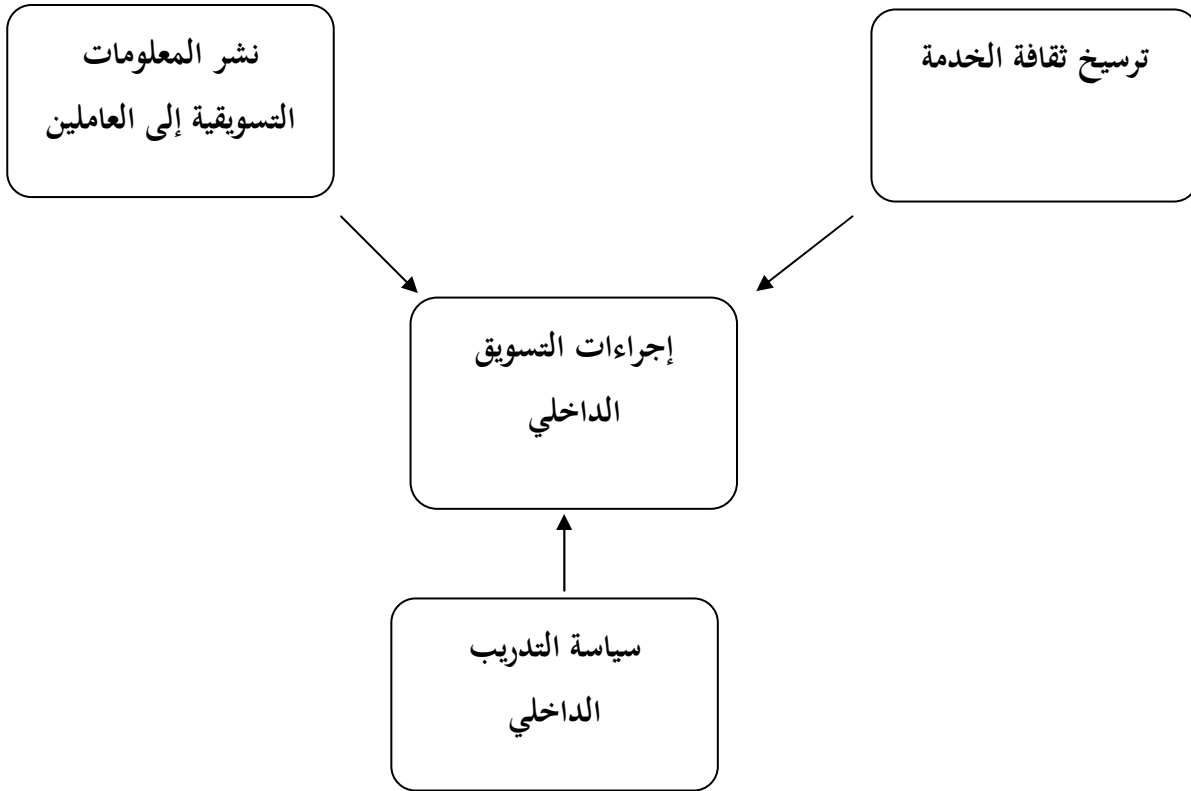 ترسيخ ثقافة الخدمة
نشر المعلومات
التسويقية إلى العاملين
إجراءات التسويق
الداخلي
سياسة التدريب
الداخلي